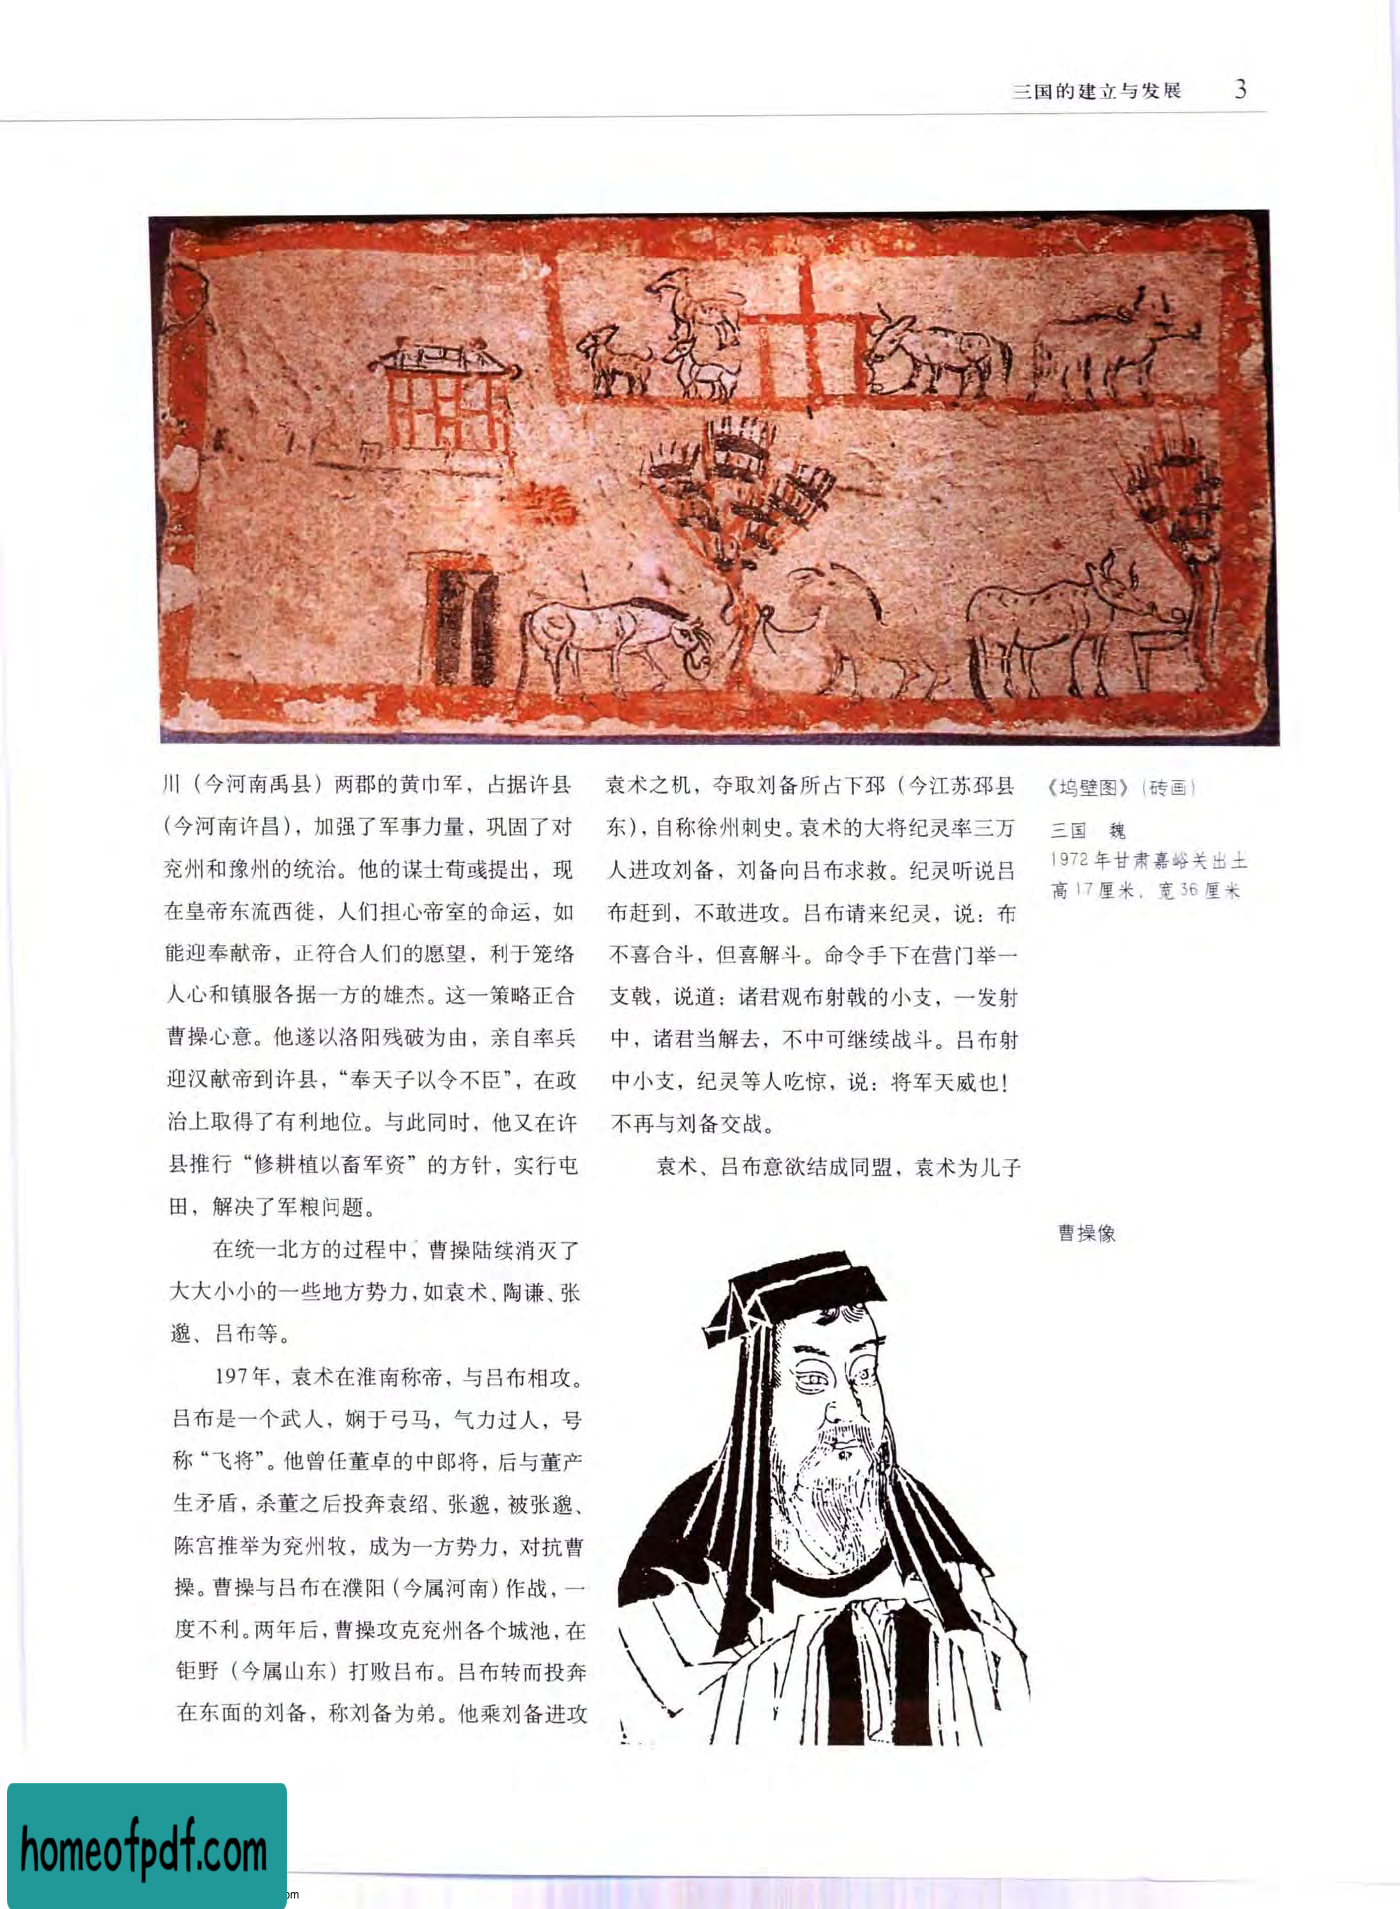 三国的建立与发展 3
川（今河南禹县）两郡的黄巾军，占据许县
（今河南许昌），加强了军事力量，巩固了对
兖州和豫州的统治。他的谋士荀彧提出，现
在皇帝东流西徙，人们担心帝室的命运，如
能迎奉献帝，正符合人们的愿望，利于笼络
人心和镇服各据一方的雄杰。这一策略正合
曹操心意。他遂以洛阳残破为由，亲自率兵
迎汉献帝到许县，“奉天子以令不臣”，在政
治上取得了有利地位。与此同时，他又在许
县推行“修耕植以畜军资”的方针，实行屯
田，解决了军粮问题。
在统一北方的过程中，曹操陆续消灭了
大大小小的一些地方势力，如袁术、陶谦、张
邈、吕布等。
197年，袁术在淮南称帝，与吕布相攻。
吕布是一个武人，娴于弓马，气力过人，号
称“飞将”。他曾任董卓的中郎将，后与董产
生矛盾，杀董之后投奔袁绍、张邈，被张邈、
陈宫推举为兖州牧，成为一方势力，对抗曹
操。曹操与吕布在濮阳（今属河南）作战，一
度不利。两年后，曹操攻克兖州各个城池，在
钜野（今属山东）打败吕布。吕布转而投奔
在东面的刘备，称刘备为弟。他乘刘备进攻
袁术之机，夺取刘备所占下邳（今江苏邳县
东），自称徐州刺史。袁术的大将纪灵率三万
人进攻刘备，刘备向吕布求救。纪灵听说吕
布赶到，不敢进攻。吕布请来纪灵，说：布
不喜合斗，但喜解斗。命令手下在营门举一
支戟，说道：诸君观布射戟的小支，一发射
中，诸君当解去，不中可继续战斗。吕布射
中小支，纪灵等人吃惊，说：将军天威也！
不再与刘备交战。
袁术、吕布意欲结成同盟，袁术为儿子
《坞壁图》（砖画）
三国 魏
1972年甘肃嘉峪关出土
高17厘米，宽36厘米
曹操像
homeofpdf.com
om